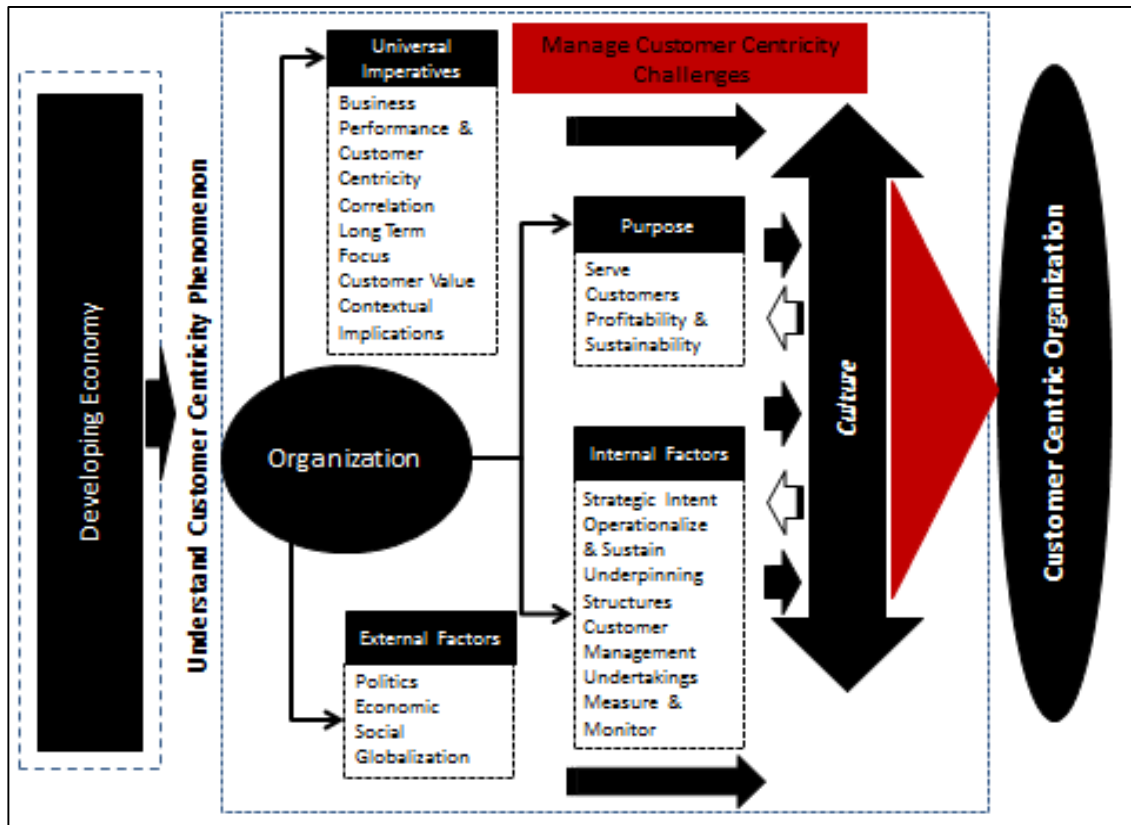 Developing Economy
Understand Customer Centricity Phenomenon
Universal
Imperatives
Business
Performance &
Customer
Centricity
Correlation
Long Term
Focus
Customer Value
Contextual
Implications
Organization
External Factors
Politics
Economic
Social
Globalization
Manage Customer Centricity
Challenges
Purpose
Serve
Customers
Profitability &
Sustainability
Internal Factors
Strategic Intent
Operationalize
& Sustain
Underpinning
Structures
Customer
Management
Undertakings
Measure &
Monitor
Culture
Customer Centric Organization